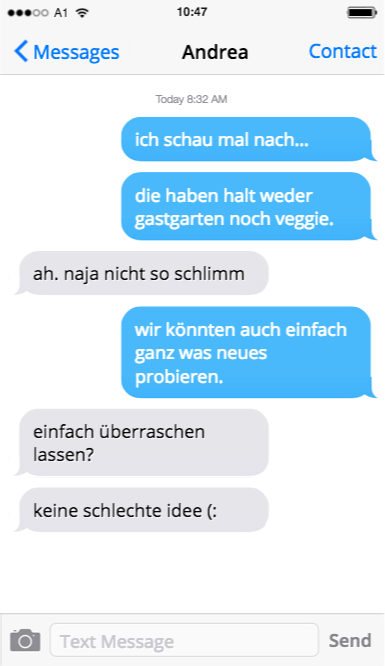 A1 10:47
Messages Andrea Contact
Today 8:32 AM
ich schau mal nach...
die haben halt weder
gastgarten noch veggie.
ah. naja nicht so schlimm
wir könnten auch einfach
ganz was neues
probieren.
einfach überraschen
lassen?
keine schlechte idee (:
Text Message Send